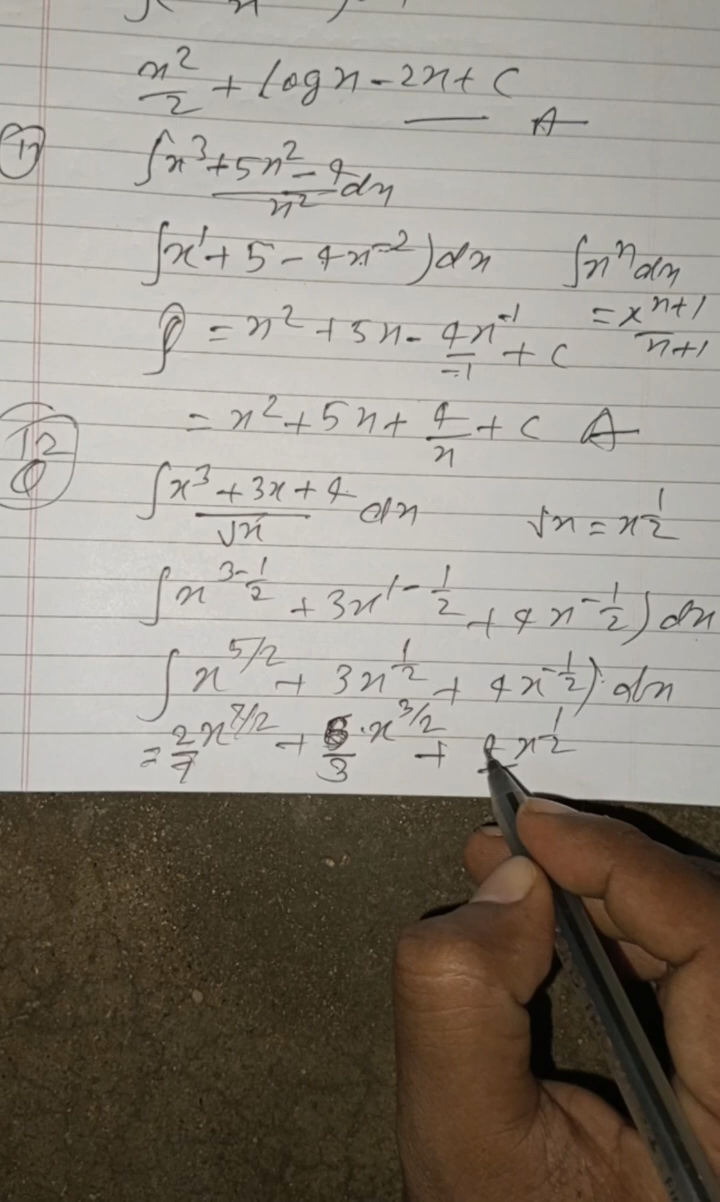 x²/2 + log x - 2x + C A
11 ∫x³+5x²-4/x² dx
∫x¹+5-4x⁻²)dx ∫xⁿdx
= x² + 5x - 4x⁻¹/-1 + C = xⁿ⁺¹/n+1
= x² + 5x + 4/x + C A
12
∫x³+3x+4/√x dx √x = x^1/2
∫x^3-1/2 + 3x^1-1/2 + 4x^-1/2) dx
∫x^5/2 + 3x^1/2 + 4x^-1/2) dx
= 2/7 x^7/2 + 6/3 · x^3/2 + x^1/2